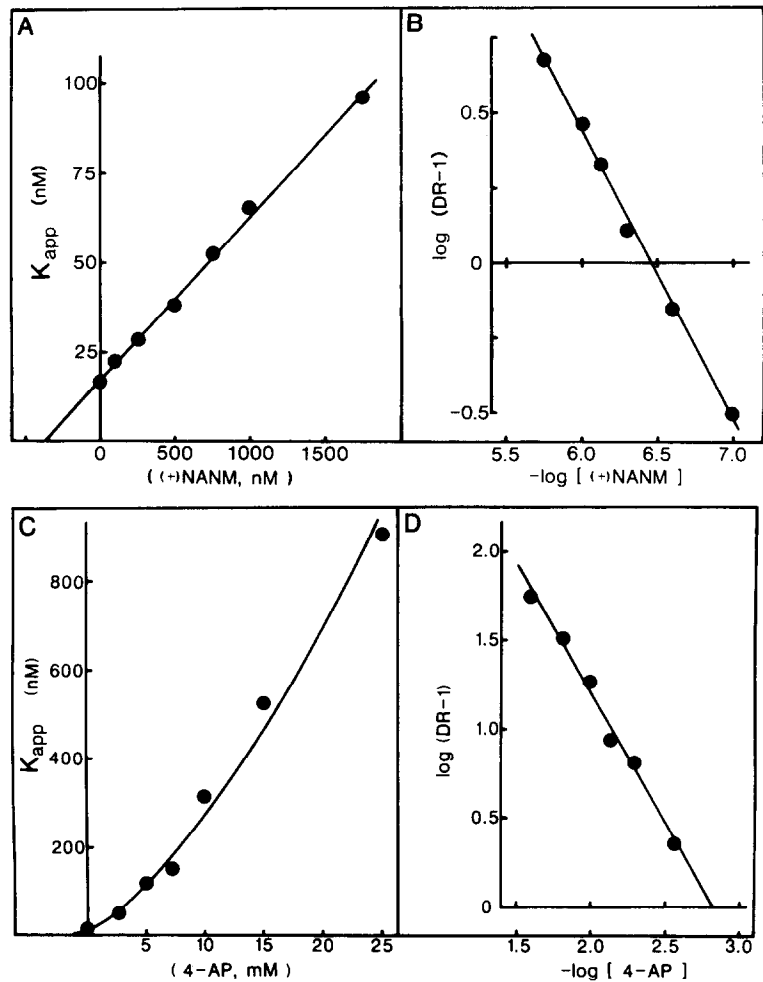 A
100
75
50
25
K app (nM)
0 500 1000 1500
((+)NANM, nM)
B
0.5
0
-0.5
log (DR-1)
5.5 6.0 6.5 7.0
-log [(+)NANM]
C
800
600
400
200
K app (nM)
5 10 15 20 25
(4-AP, mM)
D
2.0
1.5
1.0
0.5
0
log (DR-1)
1.5 2.0 2.5 3.0
-log [4-AP]